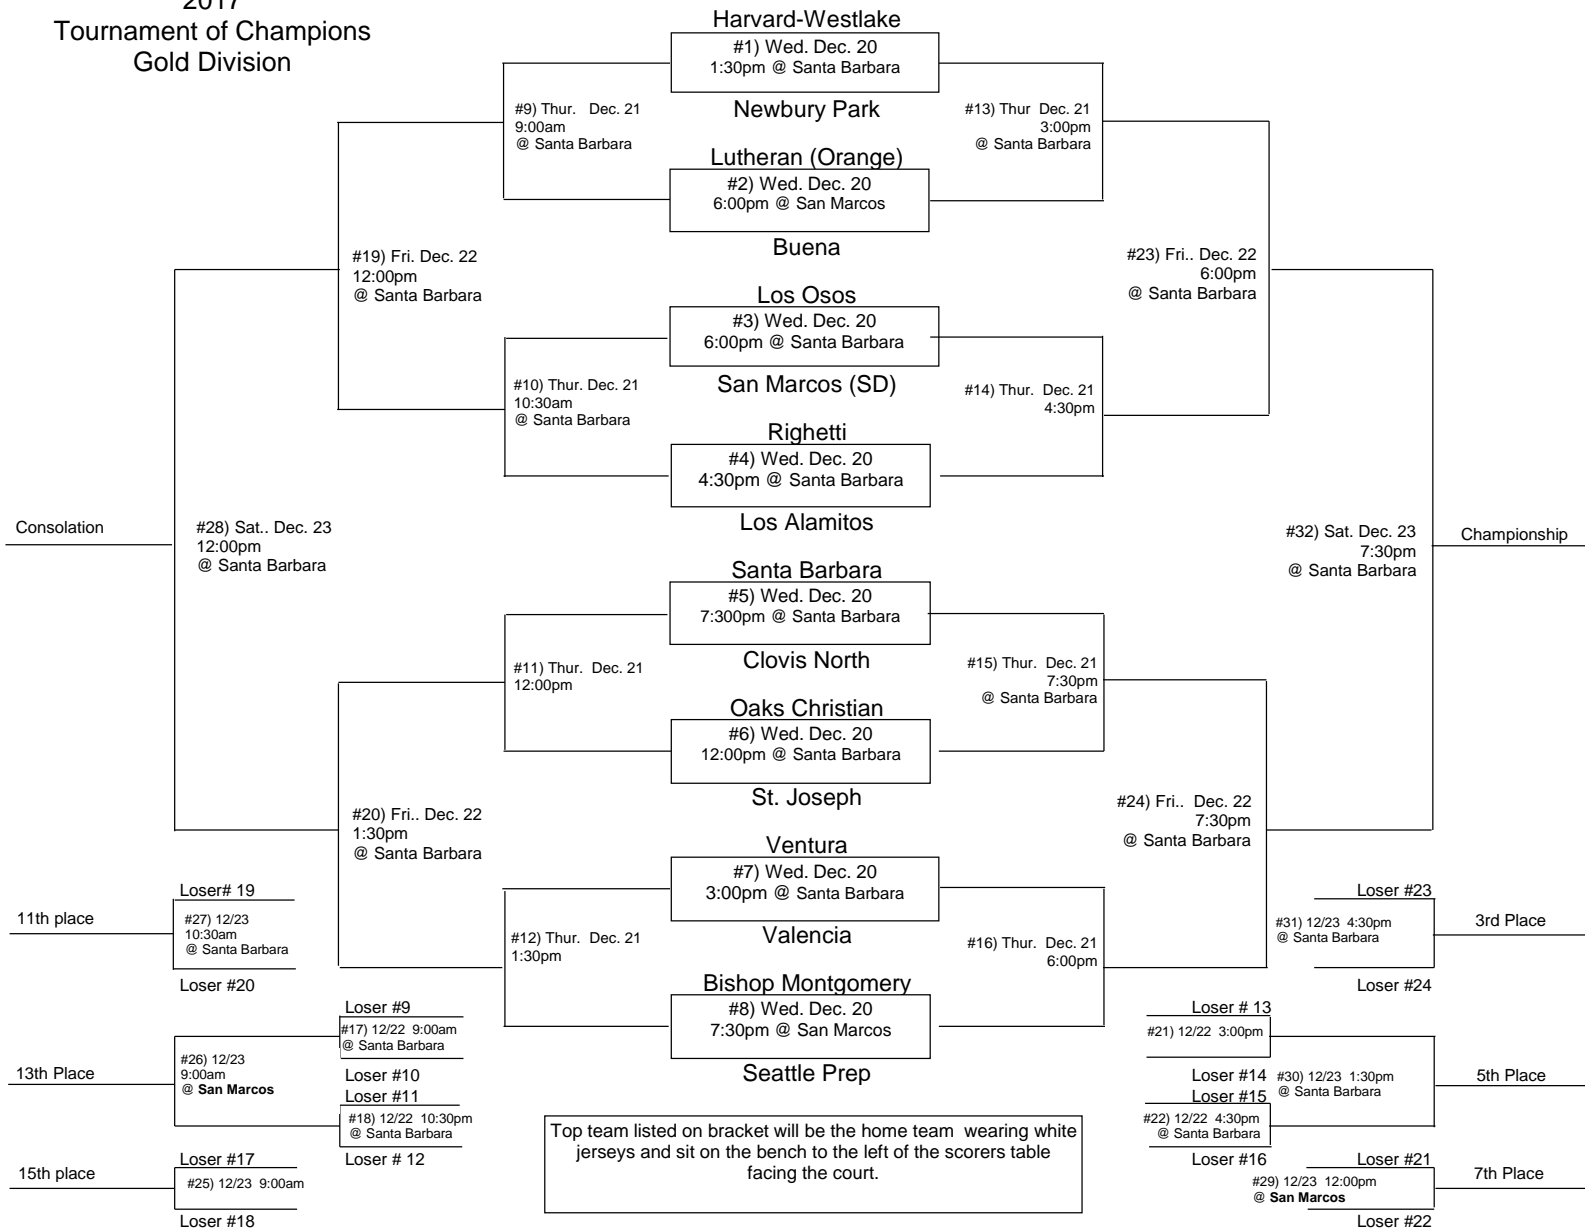 2017
Tournament of Champions
Gold Division
Harvard-Westlake
#1) Wed. Dec. 20
1:30pm @ Santa Barbara
Newbury Park
#9) Thur. Dec. 21
9:00am
@ Santa Barbara
#13) Thur Dec. 21
3:00pm
@ Santa Barbara
Lutheran (Orange)
#2) Wed. Dec. 20
6:00pm @ San Marcos
Buena
#19) Fri. Dec. 22
12:00pm
@ Santa Barbara
#23) Fri.. Dec. 22
6:00pm
@ Santa Barbara
Los Osos
#3) Wed. Dec. 20
6:00pm @ Santa Barbara
San Marcos (SD)
#10) Thur. Dec. 21
10:30am
@ Santa Barbara
#14) Thur. Dec. 21
4:30pm
Righetti
#4) Wed. Dec. 20
4:30pm @ Santa Barbara
Los Alamitos
Consolation
#28) Sat.. Dec. 23
12:00pm
@ Santa Barbara
#32) Sat. Dec. 23
7:30pm
@ Santa Barbara
Championship
Santa Barbara
#5) Wed. Dec. 20
7:300pm @ Santa Barbara
Clovis North
#11) Thur. Dec. 21
12:00pm
#15) Thur. Dec. 21
7:30pm
@ Santa Barbara
Oaks Christian
#6) Wed. Dec. 20
12:00pm @ Santa Barbara
St. Joseph
#20) Fri.. Dec. 22
1:30pm
@ Santa Barbara
#24) Fri.. Dec. 22
7:30pm
@ Santa Barbara
Ventura
#7) Wed. Dec. 20
3:00pm @ Santa Barbara
Valencia
#12) Thur. Dec. 21
1:30pm
#16) Thur. Dec. 21
6:00pm
Bishop Montgomery
#8) Wed. Dec. 20
7:30pm @ San Marcos
Seattle Prep
Loser# 19
11th place
#27) 12/23
10:30am
@ Santa Barbara
Loser #20
Loser #23
#31) 12/23 4:30pm
@ Santa Barbara
3rd Place
Loser #24
Loser #9
#17) 12/22 9:00am
@ Santa Barbara
Loser #10
13th Place
#26) 12/23
9:00am
@ San Marcos
Loser #11
#18) 12/22 10:30pm
@ Santa Barbara
Loser # 12
Loser # 13
#21) 12/22 3:00pm
Loser #14
#30) 12/23 1:30pm
@ Santa Barbara
5th Place
Loser #15
#22) 12/22 4:30pm
@ Santa Barbara
Loser #16
Top team listed on bracket will be the home team wearing white
jerseys and sit on the bench to the left of the scorers table
facing the court.
15th place
Loser #17
#25) 12/23 9:00am
Loser #18
Loser #21
#29) 12/23 12:00pm
@ San Marcos
7th Place
Loser #22